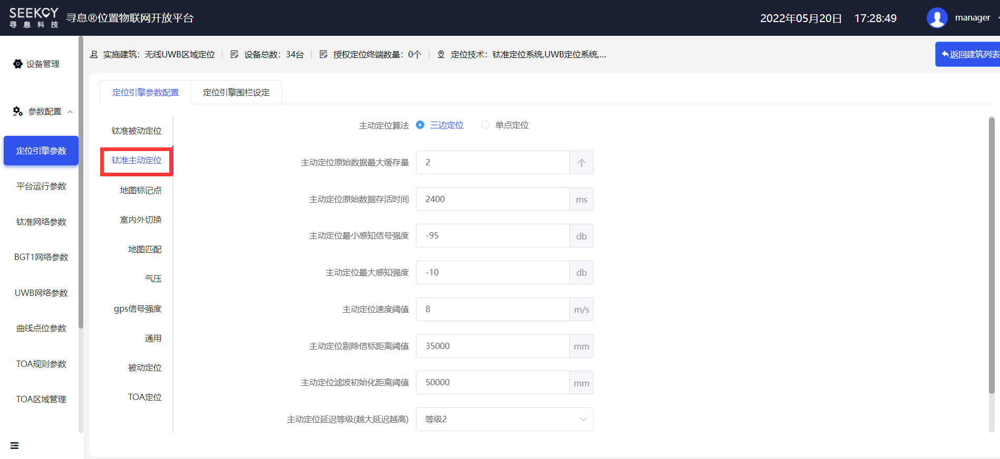 SEEKCY
寻息科技
寻息®位置物联网开放平台
2022年05月20日 17:28:49
manager
实施建筑：无线UWB区域定位
设备总数：34台
授权定位终端数量：0个
定位技术：钛准定位系统,UWB定位系统,...
返回建筑列表
设备管理
参数配置
定位引擎参数
平台运行参数
钛准网络参数
BGT1网络参数
UWB网络参数
曲线点位参数
TOA规则参数
TOA区域管理
定位引擎参数配置
定位引擎围栏设定
钛准被动定位
钛准主动定位
地图标记点
室内外切换
地图匹配
气压
gps信号强度
通用
被动定位
TOA定位
主动定位算法 三边定位 单点定位
主动定位原始数据最大缓存量 2 个
主动定位原始数据存活时间 2400 ms
主动定位最小感知信号强度 -95 db
主动定位最大感知强度 -10 db
主动定位速度阈值 8 m/s
主动定位剔除信标距离阈值 35000 mm
主动定位滤波初始化距离阈值 50000 mm
主动定位延迟等级(越大延迟越高) 等级2